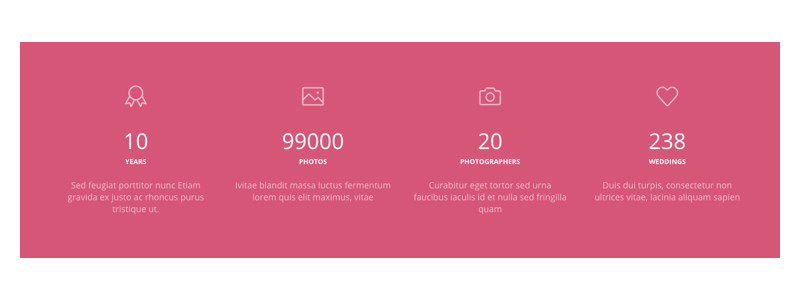 10
YEARS
Sed feugiat porttitor nunc Etiam
gravida ex justo ac rhoncus purus
tristique ut.
99000
PHOTOS
Ivitae blandit massa luctus fermentum
lorem quis elit maximus, vitae
20
PHOTOGRAPHERS
Curabitur eget tortor sed urna
faucibus iaculis id et nulla sed fringilla
quam
238
WEDDINGS
Duis dui turpis, consectetur non
ultrices vitae, lacinia aliquam sapien